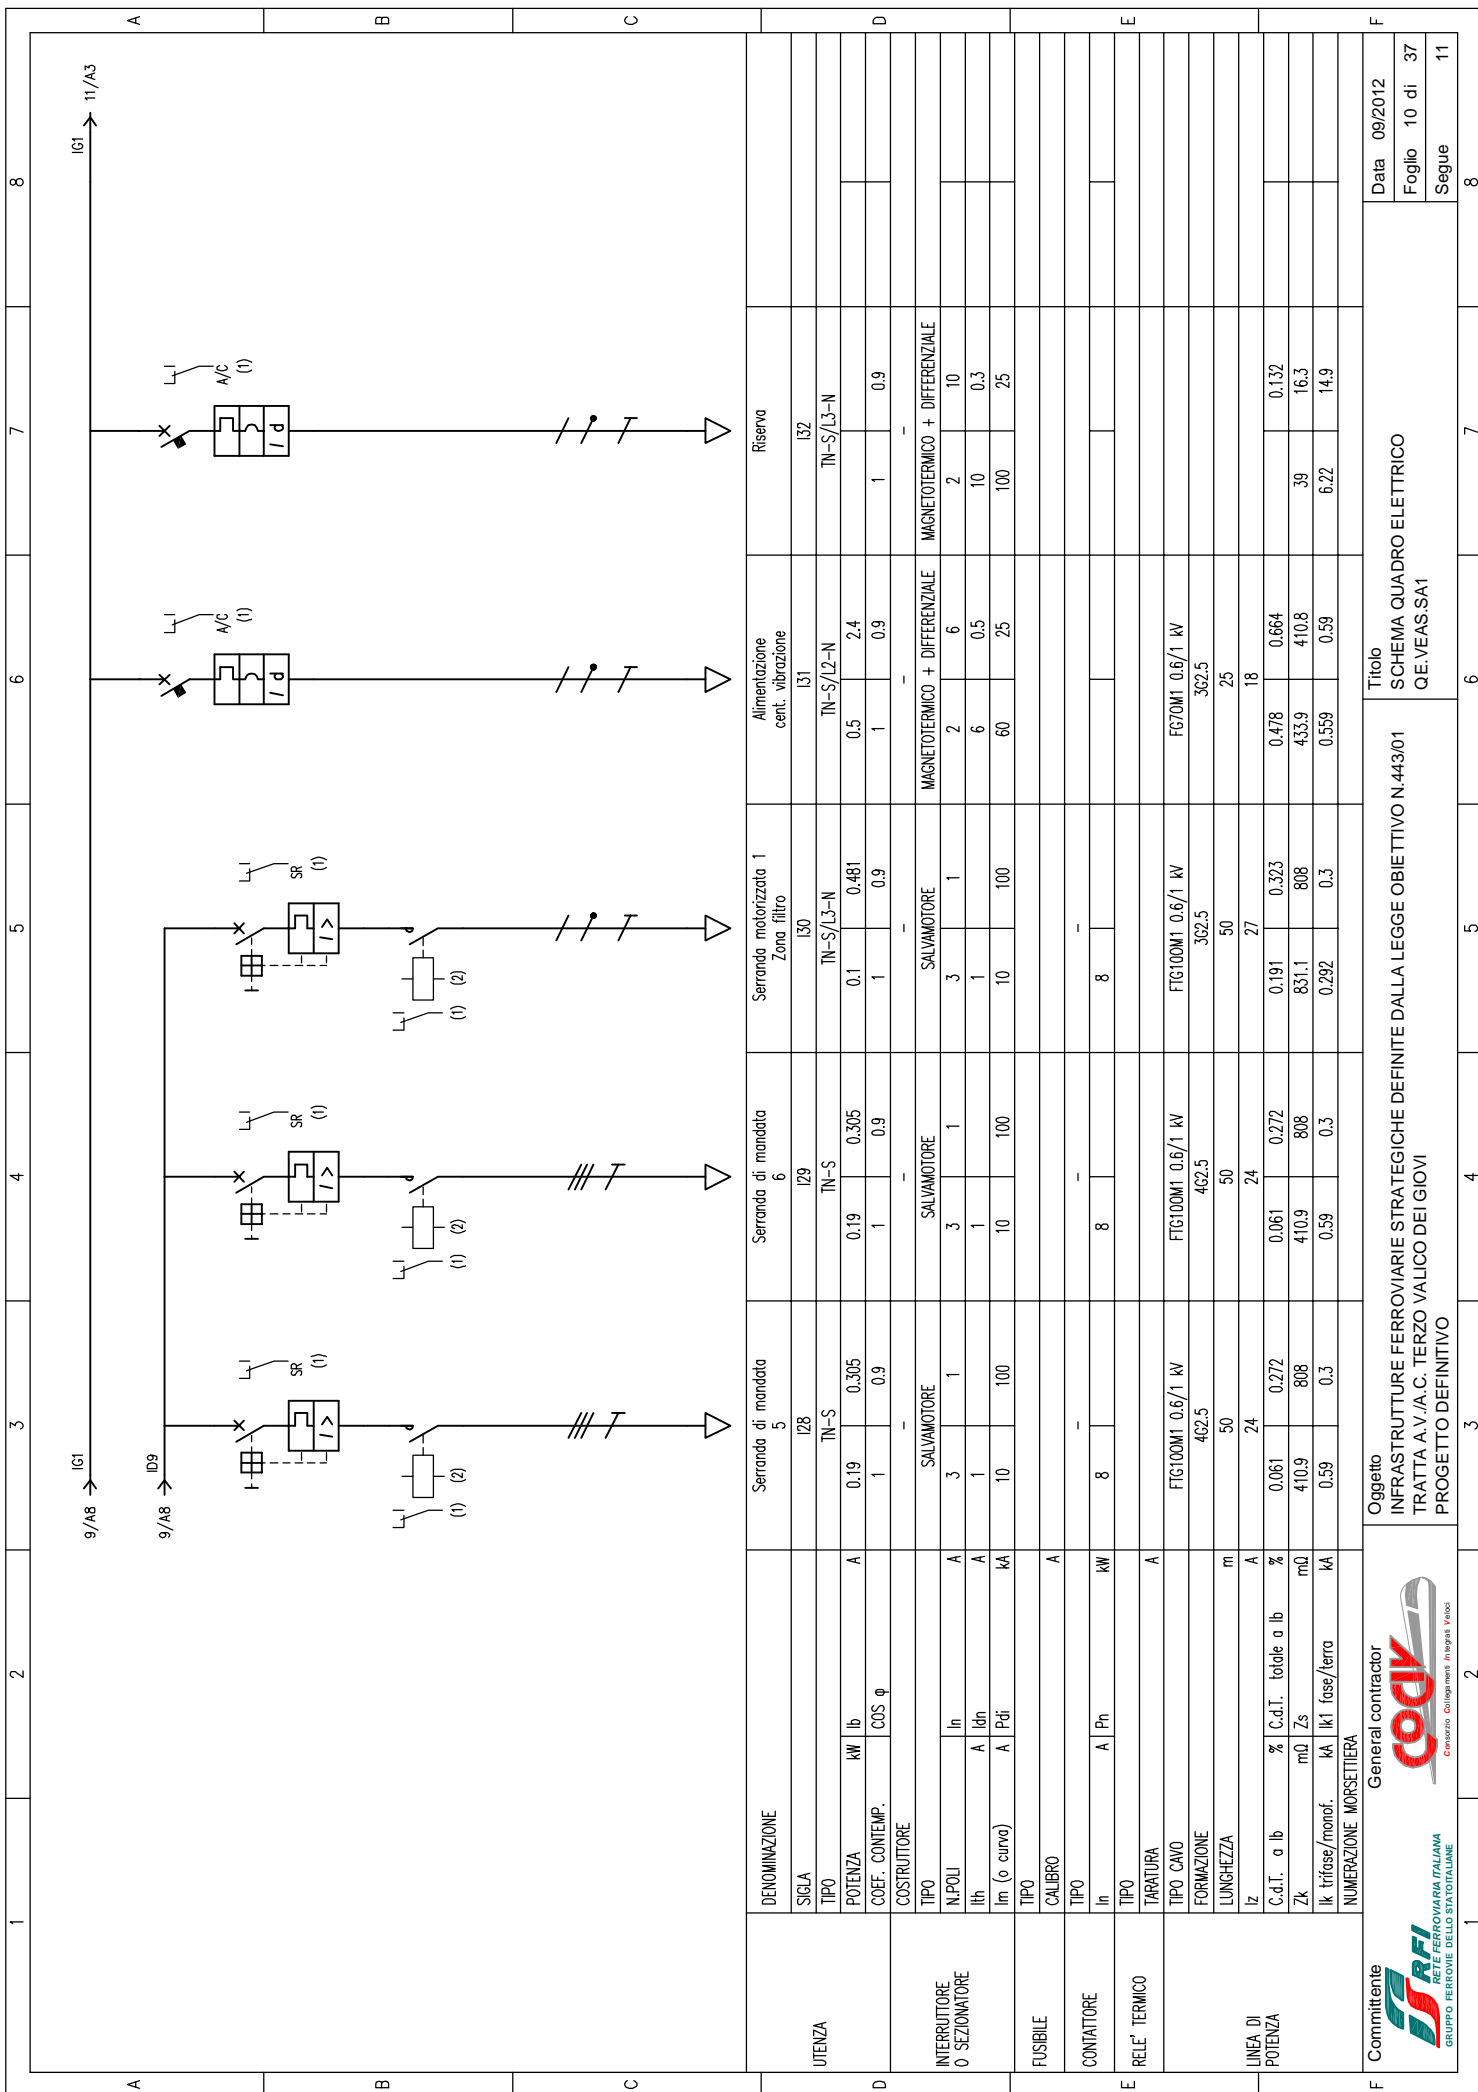 1 2 3 4 5 6 7 8
A
B
C
D
E
F
A
B
C
D
E
F
9/A8 IG1 IG1 11/A3
9/A8 ID9
SR (1) SR (1) SR (1) A/C (1) A/C (1)
I > I > I > I d I d
(1) (2) (1) (2) (1) (2)
UTENZA
DENOMINAZIONE Serranda di mandata 5 Serranda di mandata 6 Serranda motorizzata 1 Zona filtro Alimentazione cent. vibrazione Riserva
SIGLA I28 I29 I30 I31 I32
TIPO TN-S TN-S TN-S/L3-N TN-S/L2-N TN-S/L3-N
POTENZA kW Ib A 0.19 0.305 0.19 0.305 0.1 0.481 0.5 2.4
COEF. CONTEMP. COS φ 1 0.9 1 0.9 1 0.9 1 0.9 1 0.9
INTERRUTTORE
O SEZIONATORE
COSTRUTTORE - - - - -
TIPO SALVAMOTORE SALVAMOTORE SALVAMOTORE MAGNETOTERMICO + DIFFERENZIALE MAGNETOTERMICO + DIFFERENZIALE
N.POLI In A 3 1 3 1 3 1 2 6 2 10
Ith A Idn A 1 1 1 6 0.5 10 0.3
Im (o curva) A Pdi kA 10 100 10 100 10 100 60 25 100 25
FUSIBILE
TIPO
CALIBRO A
CONTATTORE
TIPO - - -
In A Pn kW 8 8 8
RELE' TERMICO
TIPO
TARATURA A
LINEA DI
POTENZA
TIPO CAVO FTG10OM1 0.6/1 kV FTG10OM1 0.6/1 kV FTG10OM1 0.6/1 kV FG7OM1 0.6/1 kV
FORMAZIONE 4G2.5 4G2.5 3G2.5 3G2.5
LUNGHEZZA m 50 50 50 25
Iz A 24 24 27 18
C.d.T. a Ib % C.d.T. totale a Ib % 0.061 0.272 0.061 0.272 0.191 0.323 0.478 0.664 0.132
Zk mΩ Zs mΩ 410.9 808 410.9 808 831.1 808 433.9 410.8 39 16.3
Ik trifase/monof. kA Ik1 fase/terra kA 0.59 0.3 0.59 0.3 0.292 0.3 0.559 0.59 6.22 14.9
NUMERAZIONE MORSETTIERA
Committente
RFI
RETE FERROVIARIA ITALIANA
GRUPPO FERROVIE DELLO STATO ITALIANE
General contractor
COCIV
Consorzio Collegamenti Integrati Veloci
Oggetto
INFRASTRUTTURE FERROVIARIE STRATEGICHE DEFINITE DALLA LEGGE OBIETTIVO N.443/01
TRATTA A.V./A.C. TERZO VALICO DEI GIOVI
PROGETTO DEFINITIVO
Titolo
SCHEMA QUADRO ELETTRICO
QE.VEAS.SA1
Data 09/2012
Foglio 10 di 37
Segue 11
1 2 3 4 5 6 7 8